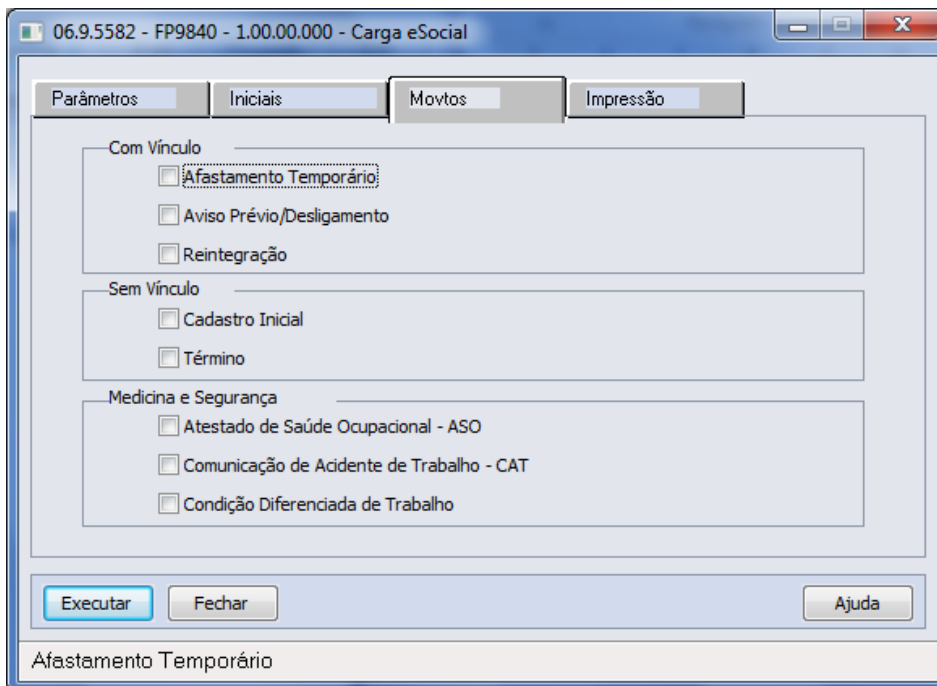 06.9.5582 - FP9840 - 1.00.00.000 - Carga eSocial
Parâmetros Iniciais Movtos Impressão
Com Vínculo
Afastamento Temporário
Aviso Prévio/Desligamento
Reintegração
Sem Vínculo
Cadastro Inicial
Término
Medicina e Segurança
Atestado de Saúde Ocupacional - ASO
Comunicação de Acidente de Trabalho - CAT
Condição Diferenciada de Trabalho
Executar Fechar Ajuda
Afastamento Temporário